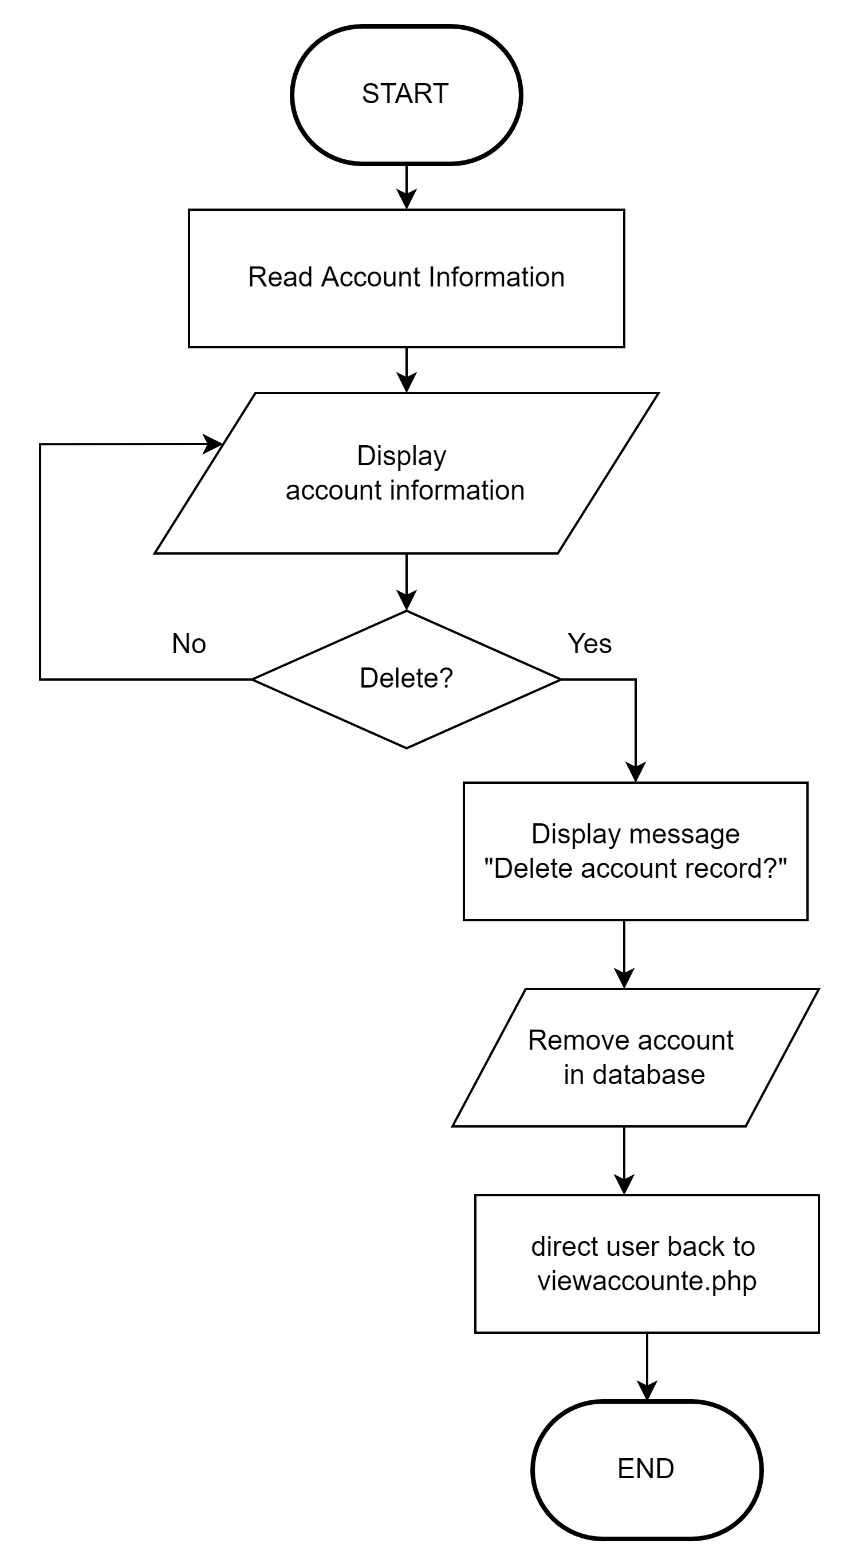 START
Read Account Information
Display
account information
No
Yes
Delete?
Display message
"Delete account record?"
Remove account
in database
direct user back to
viewaccounte.php
END